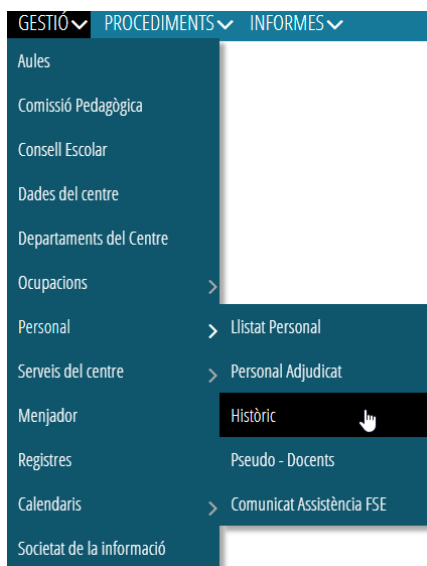 GESTIÓ PROCEDIMENTS INFORMES
Aules
Comissió Pedagògica
Consell Escolar
Dades del centre
Departaments del Centre
Ocupacions
Personal
Llistat Personal
Serveis del centre
Personal Adjudicat
Menjador
Històric
Registres
Pseudo - Docents
Calendaris
Comunicat Assistència FSE
Societat de la informació